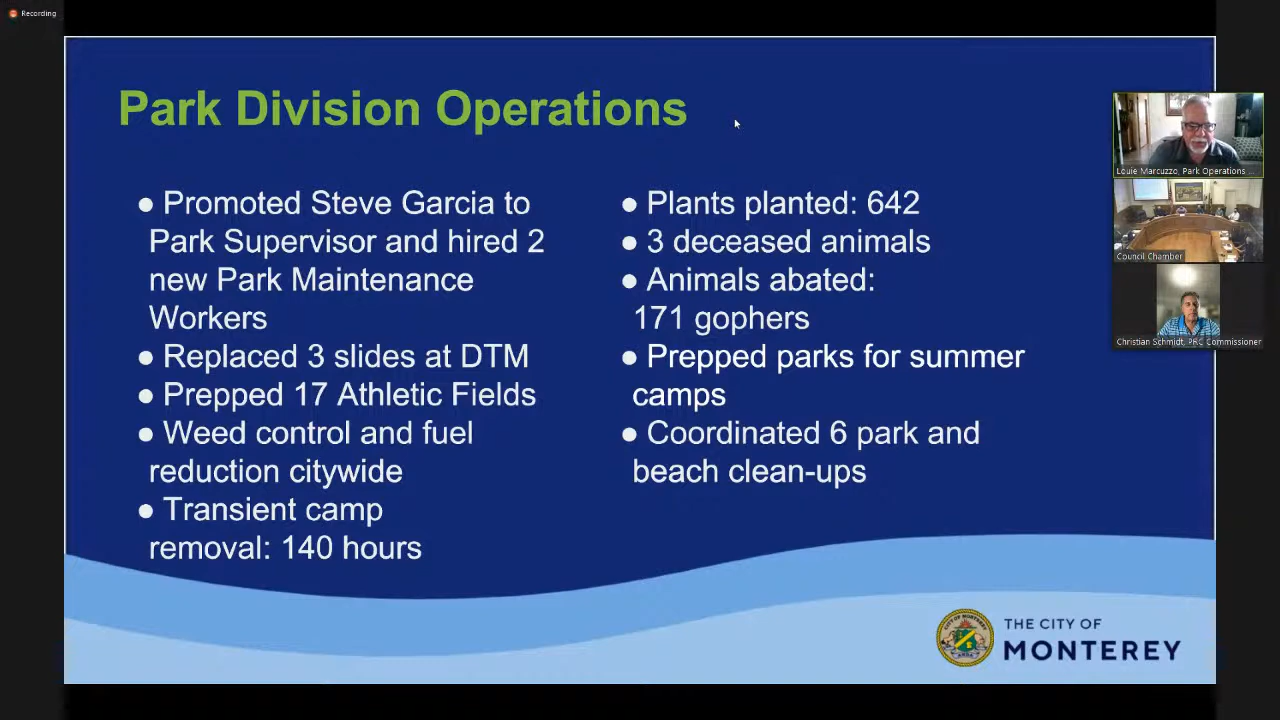 Recording
Park Division Operations
● Promoted Steve Garcia to
Park Supervisor and hired 2
new Park Maintenance
Workers
● Replaced 3 slides at DTM
● Prepped 17 Athletic Fields
● Weed control and fuel
reduction citywide
● Transient camp
removal: 140 hours
● Plants planted: 642
● 3 deceased animals
● Animals abated:
171 gophers
● Prepped parks for summer
camps
● Coordinated 6 park and
beach clean-ups
Louie Marcuzzo, Park Operations ...
Council Chamber
Christian Schmidt, PRC Commissioner
CITY OF MONTEREY
THE CITY OF
MONTEREY